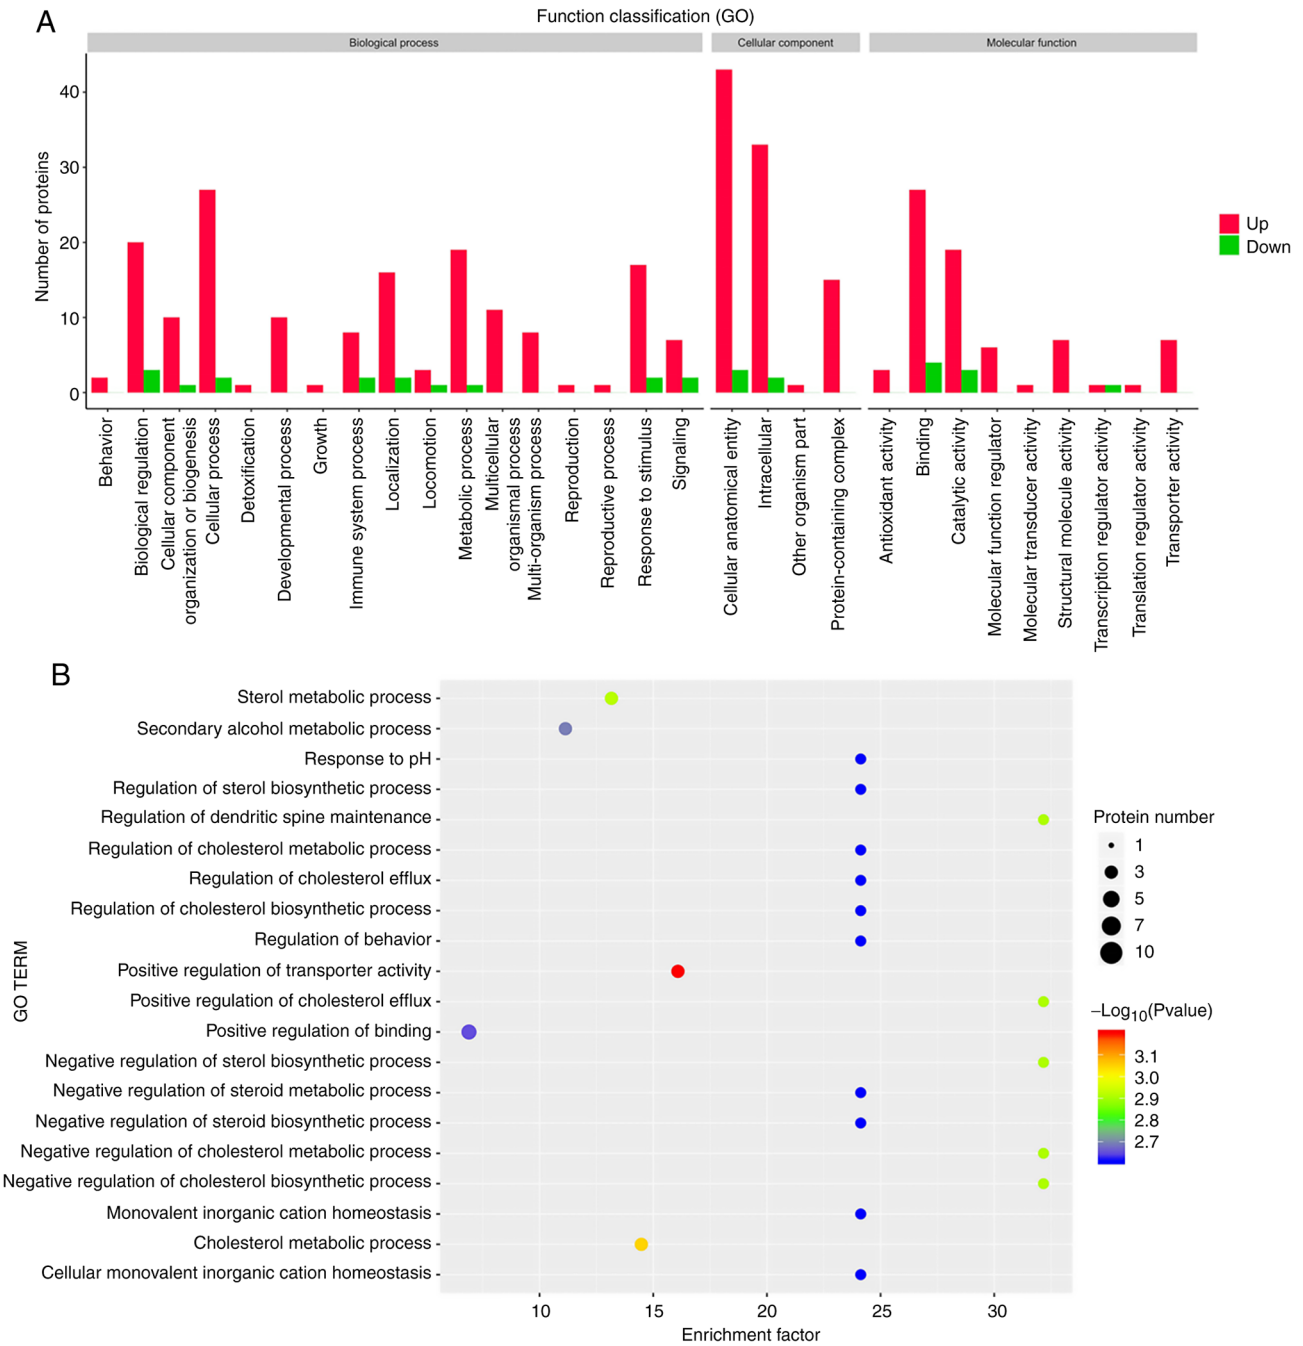 A
Function classification (GO)
Biological process
Cellular component
Molecular function
Number of proteins
40
30
20
10
0
Up
Down
Behavior
Biological regulation
Cellular component
organization or biogenesis
Cellular process
Detoxification
Developmental process
Growth
Immune system process
Localization
Locomotion
Metabolic process
Multicellular
organismal process
Multi-organism process
Reproduction
Reproductive process
Response to stimulus
Signaling
Cellular anatomical entity
Intracellular
Other organism part
Protein-containing complex
Antioxidant activity
Binding
Catalytic activity
Molecular function regulator
Molecular transducer activity
Structural molecule activity
Transcription regulator activity
Translation regulator activity
Transporter activity
B
GO TERM
Sterol metabolic process
Secondary alcohol metabolic process
Response to pH
Regulation of sterol biosynthetic process
Regulation of dendritic spine maintenance
Regulation of cholesterol metabolic process
Regulation of cholesterol efflux
Regulation of cholesterol biosynthetic process
Regulation of behavior
Positive regulation of transporter activity
Positive regulation of cholesterol efflux
Positive regulation of binding
Negative regulation of sterol biosynthetic process
Negative regulation of steroid metabolic process
Negative regulation of steroid biosynthetic process
Negative regulation of cholesterol metabolic process
Negative regulation of cholesterol biosynthetic process
Monovalent inorganic cation homeostasis
Cholesterol metabolic process
Cellular monovalent inorganic cation homeostasis
10 15 20 25 30
Enrichment factor
Protein number
1
3
5
7
10
–Log10(Pvalue)
3.1
3.0
2.9
2.8
2.7